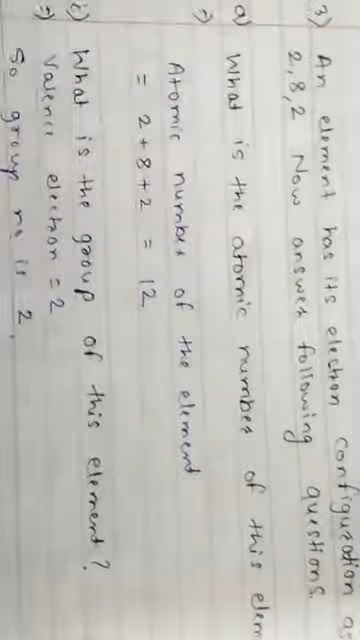 3) An element has its electron configuration as
2,8,2 Now answer following questions.
a) What is the atomic number of this elem
Atomic number of the element
= 2+8+2 = 12
What is the group of this element?
Valence electron = 2
So group no is 2.